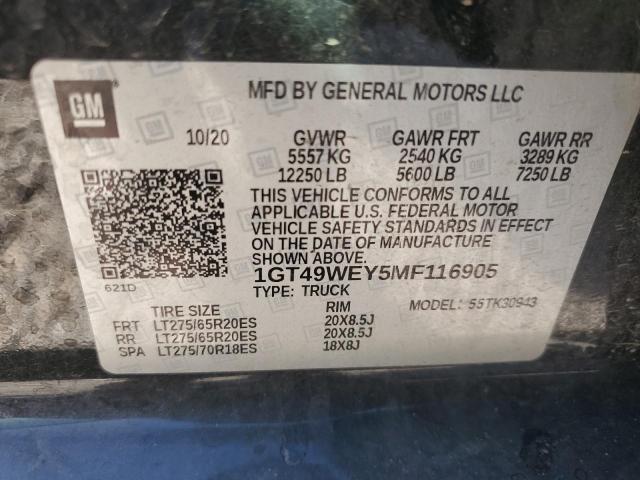 GM
MFD BY GENERAL MOTORS LLC
10/20 GVWR GAWR FRT GAWR RR
5557 KG 2540 KG 3289 KG
12250 LB 5600 LB 7250 LB
THIS VEHICLE CONFORMS TO ALL
APPLICABLE U.S. FEDERAL MOTOR
VEHICLE SAFETY STANDARDS IN EFFECT
ON THE DATE OF MANUFACTURE
SHOWN ABOVE.
1GT49WEY5MF116905
621D
TYPE: TRUCK MODEL: 55TK30943
TIRE SIZE RIM
FRT LT275/65R20ES 20X8.5J
RR LT275/65R20ES 20X8.5J
SPA LT275/70R18ES 18X8J